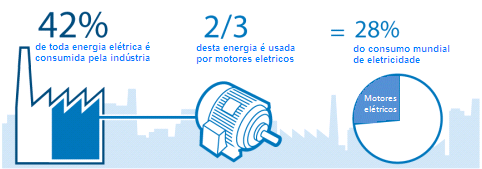 42%
de toda energia elétrica é
consumida pela indústria
2/3
desta energia é usada
por motores eletricos
= 28%
do consumo mundial
de eletricidade
Motores
elétricos